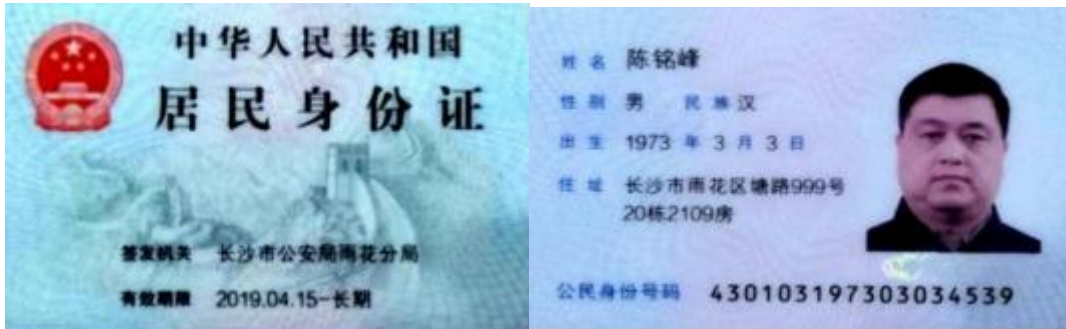 中华人民共和国
居民身份证
签发机关 长沙市公安局雨花分局
有效期限 2019.04.15-长期
姓名 陈铭峰
性别 男 民族 汉
出生 1973 年 3 月 3 日
住址 长沙市雨花区塘路999号
20栋2109房
公民身份号码 430103197303034539